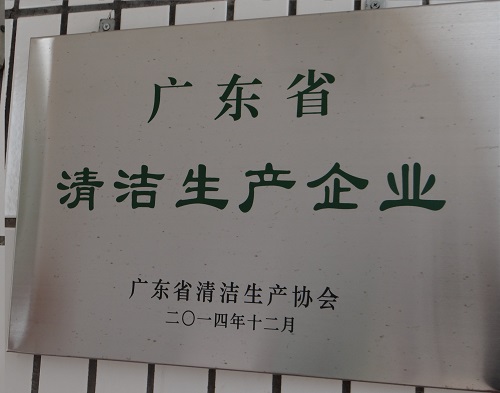 广东省
清洁生产企业
广东省清洁生产协会
二〇一四年十二月